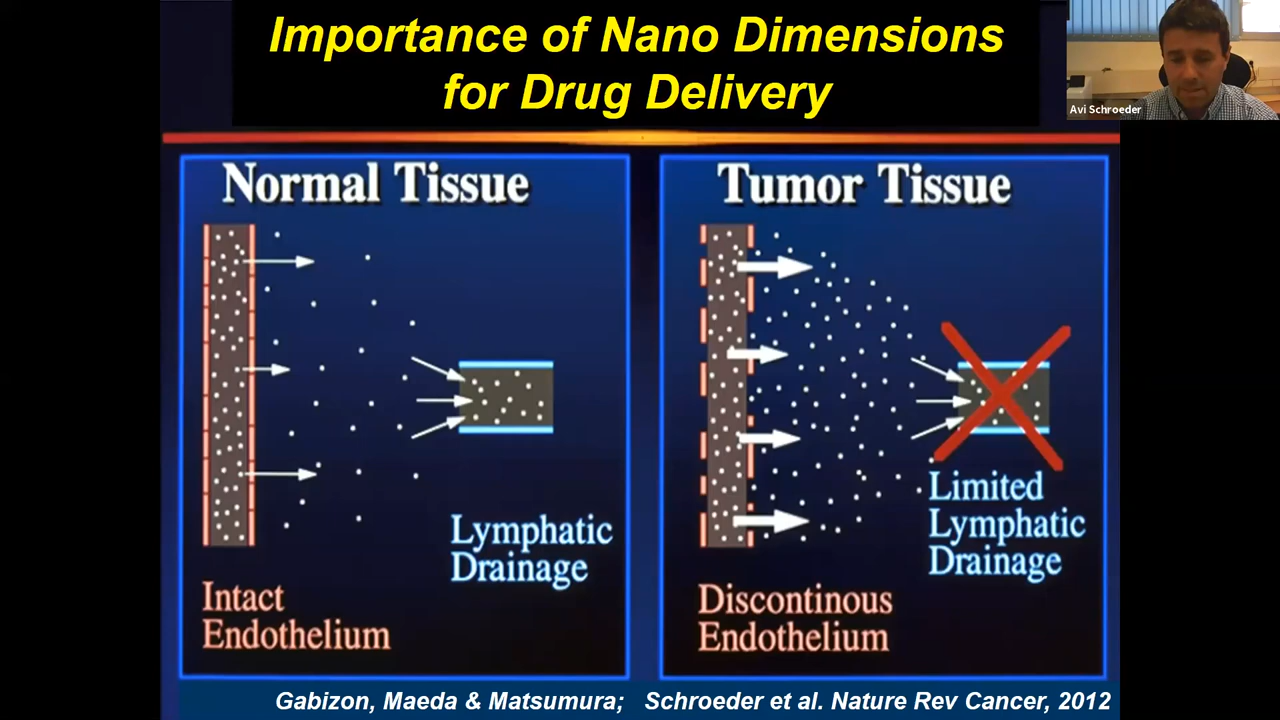 Importance of Nano Dimensions
for Drug Delivery
Avi Schroeder
Normal Tissue
Tumor Tissue
Lymphatic
Drainage
Limited
Lymphatic
Drainage
Intact
Endothelium
Discontinous
Endothelium
Gabizon, Maeda & Matsumura; Schroeder et al. Nature Rev Cancer, 2012